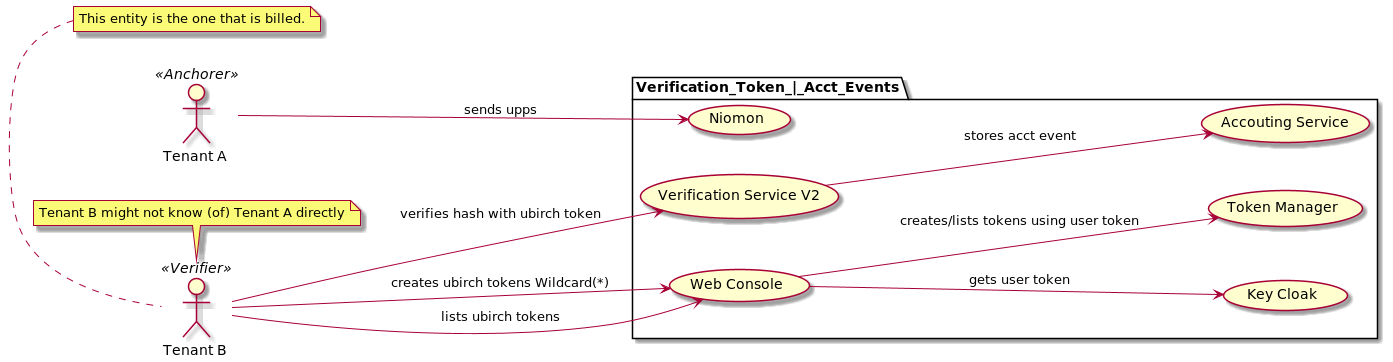 This entity is the one that is billed.
«Anchorer»
Tenant A
sends upps
Verification_Token_|_Acct_Events
Niomon
stores acct event
Accouting Service
Tenant B might not know (of) Tenant A directly
«Verifier»
Tenant B
verifies hash with ubirch token
Verification Service V2
creates/lists tokens using user token
Token Manager
creates ubirch tokens Wildcard(*)
Web Console
gets user token
Key Cloak
lists ubirch tokens